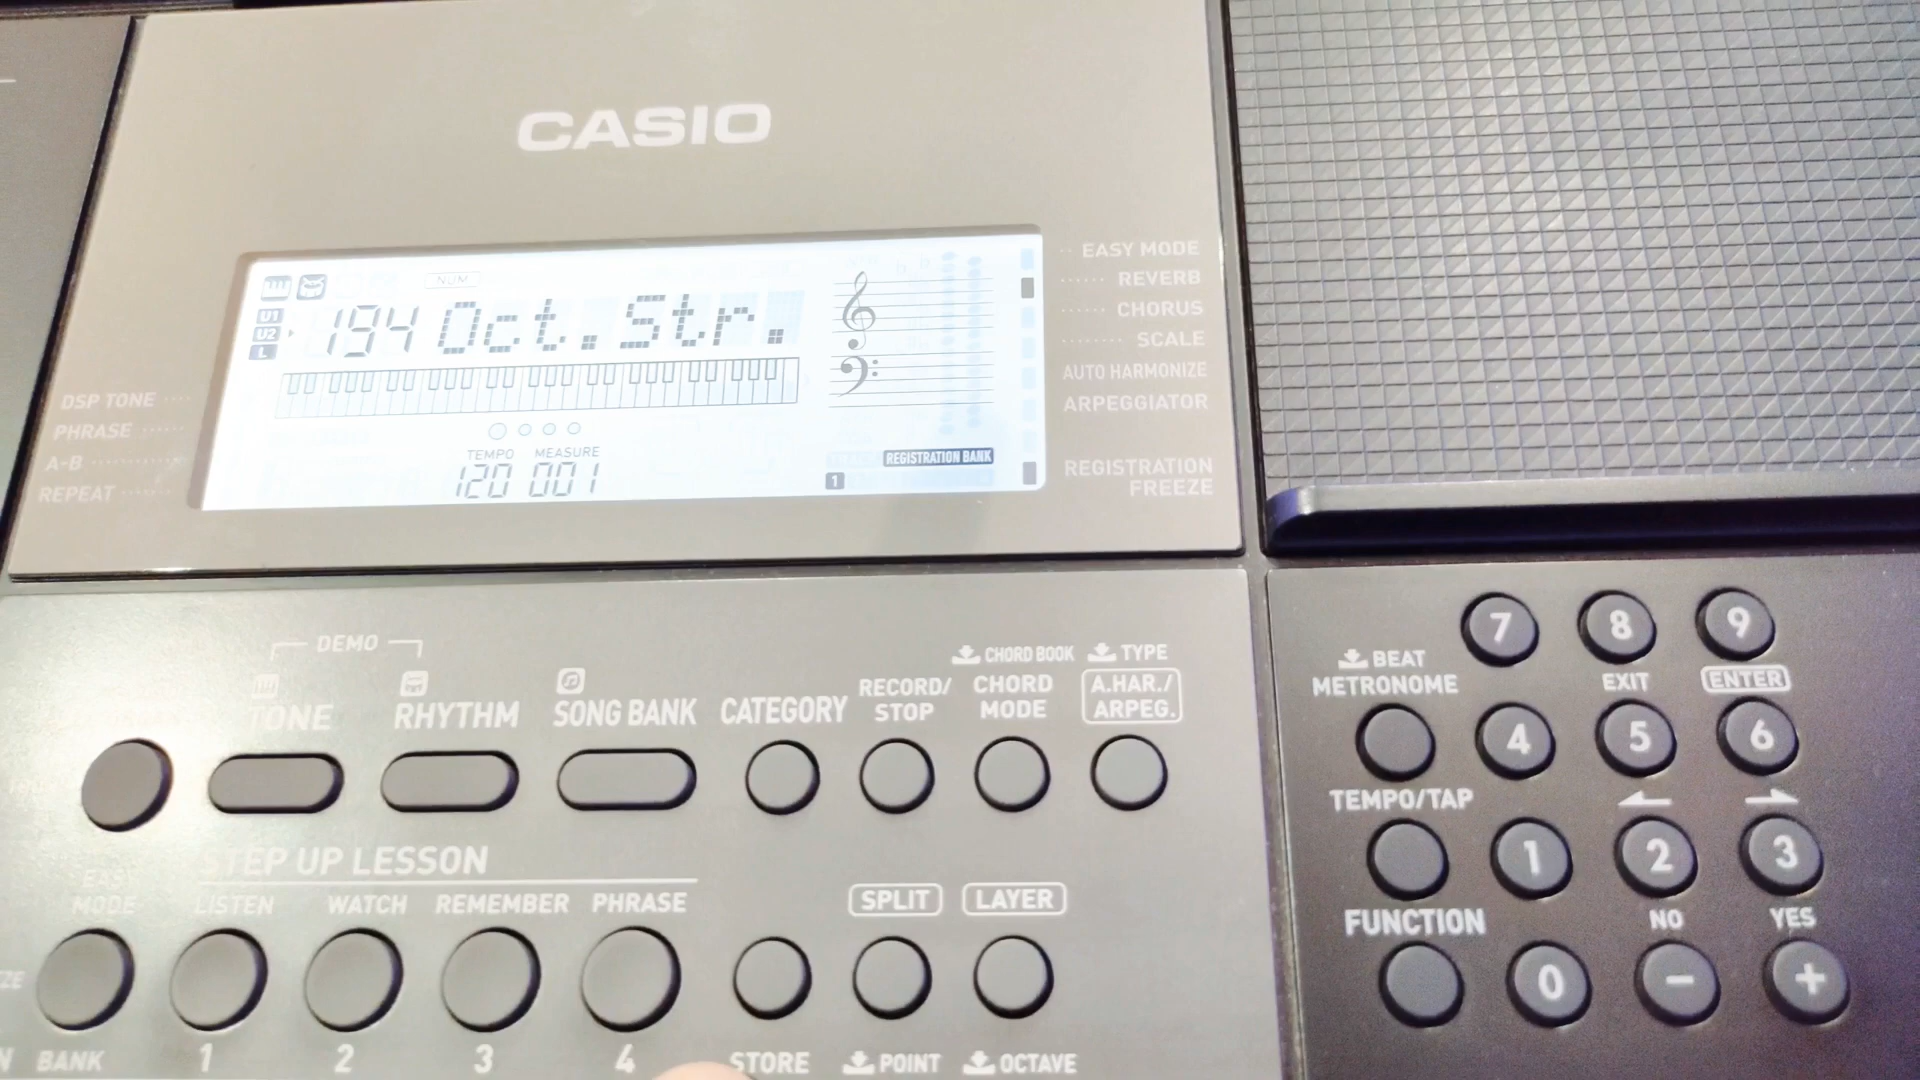 CASIO
NUM
U1
U2
L
194 Oct.Str.
TEMPO MEASURE
120 001
REGISTRATION BANK
1
DSP TONE
PHRASE
A-B
REPEAT
EASY MODE
REVERB
CHORUS
SCALE
AUTO HARMONIZE
ARPEGGIATOR
REGISTRATION
FREEZE
DEMO
TONE
RHYTHM
SONG BANK
CATEGORY
RECORD/
STOP
CHORD BOOK
CHORD
MODE
TYPE
A.HAR./
ARPEG.
STEP UP LESSON
EASY
MODE
LISTEN
WATCH
REMEMBER
PHRASE
SPLIT
LAYER
BANK
1
2
3
4
STORE
POINT
OCTAVE
7
8
9
BEAT
METRONOME
EXIT
ENTER
4
5
6
TEMPO/TAP
1
2
3
FUNCTION
NO
YES
0
-
+